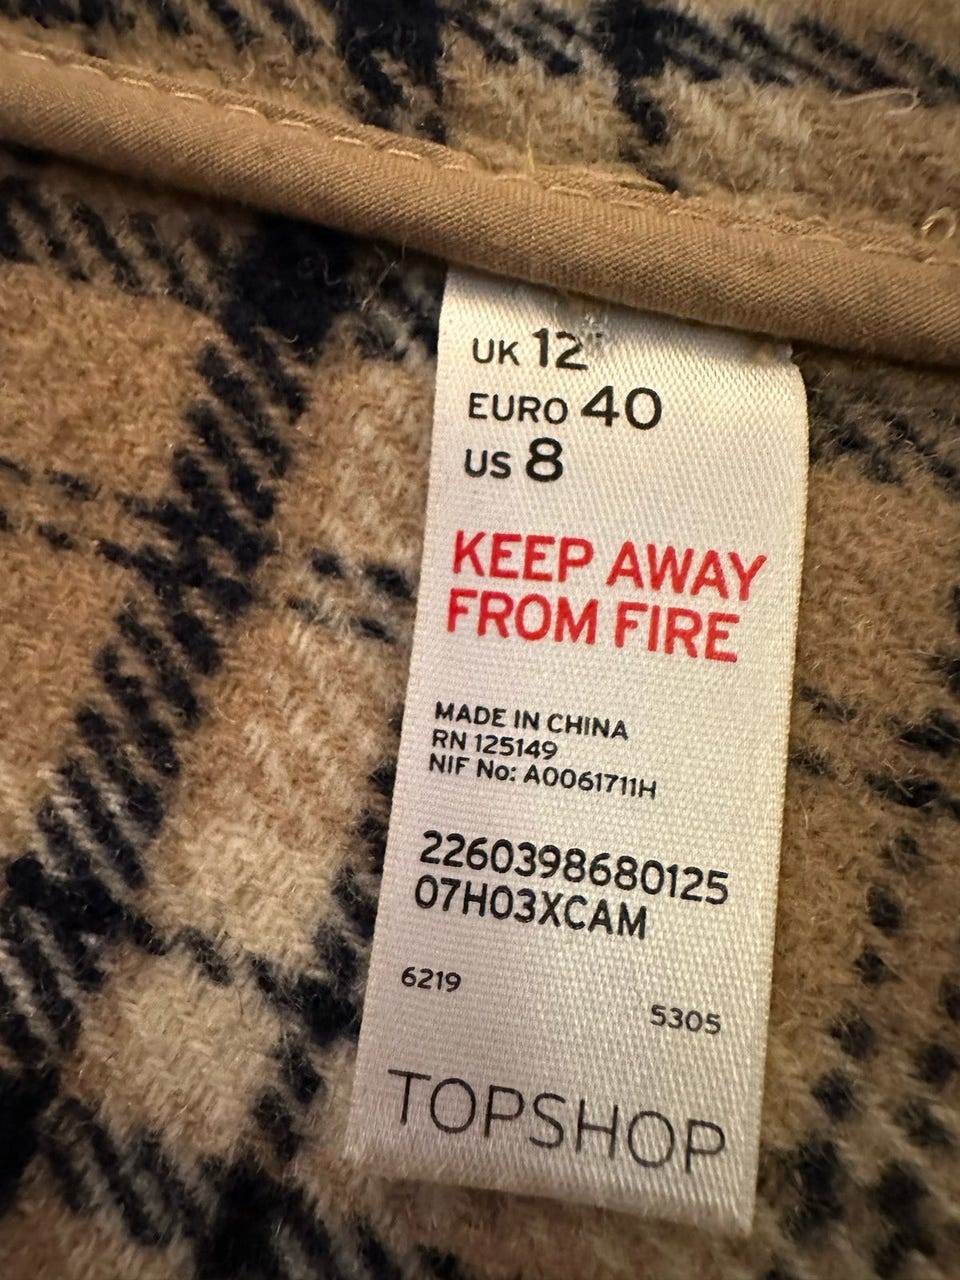 UK 12
EURO 40
US 8
KEEP AWAY
FROM FIRE
MADE IN CHINA
RN 125149
NIF No: A0061711H
2260398680125
07H03XCAM
6219
5305
TOPSHOP